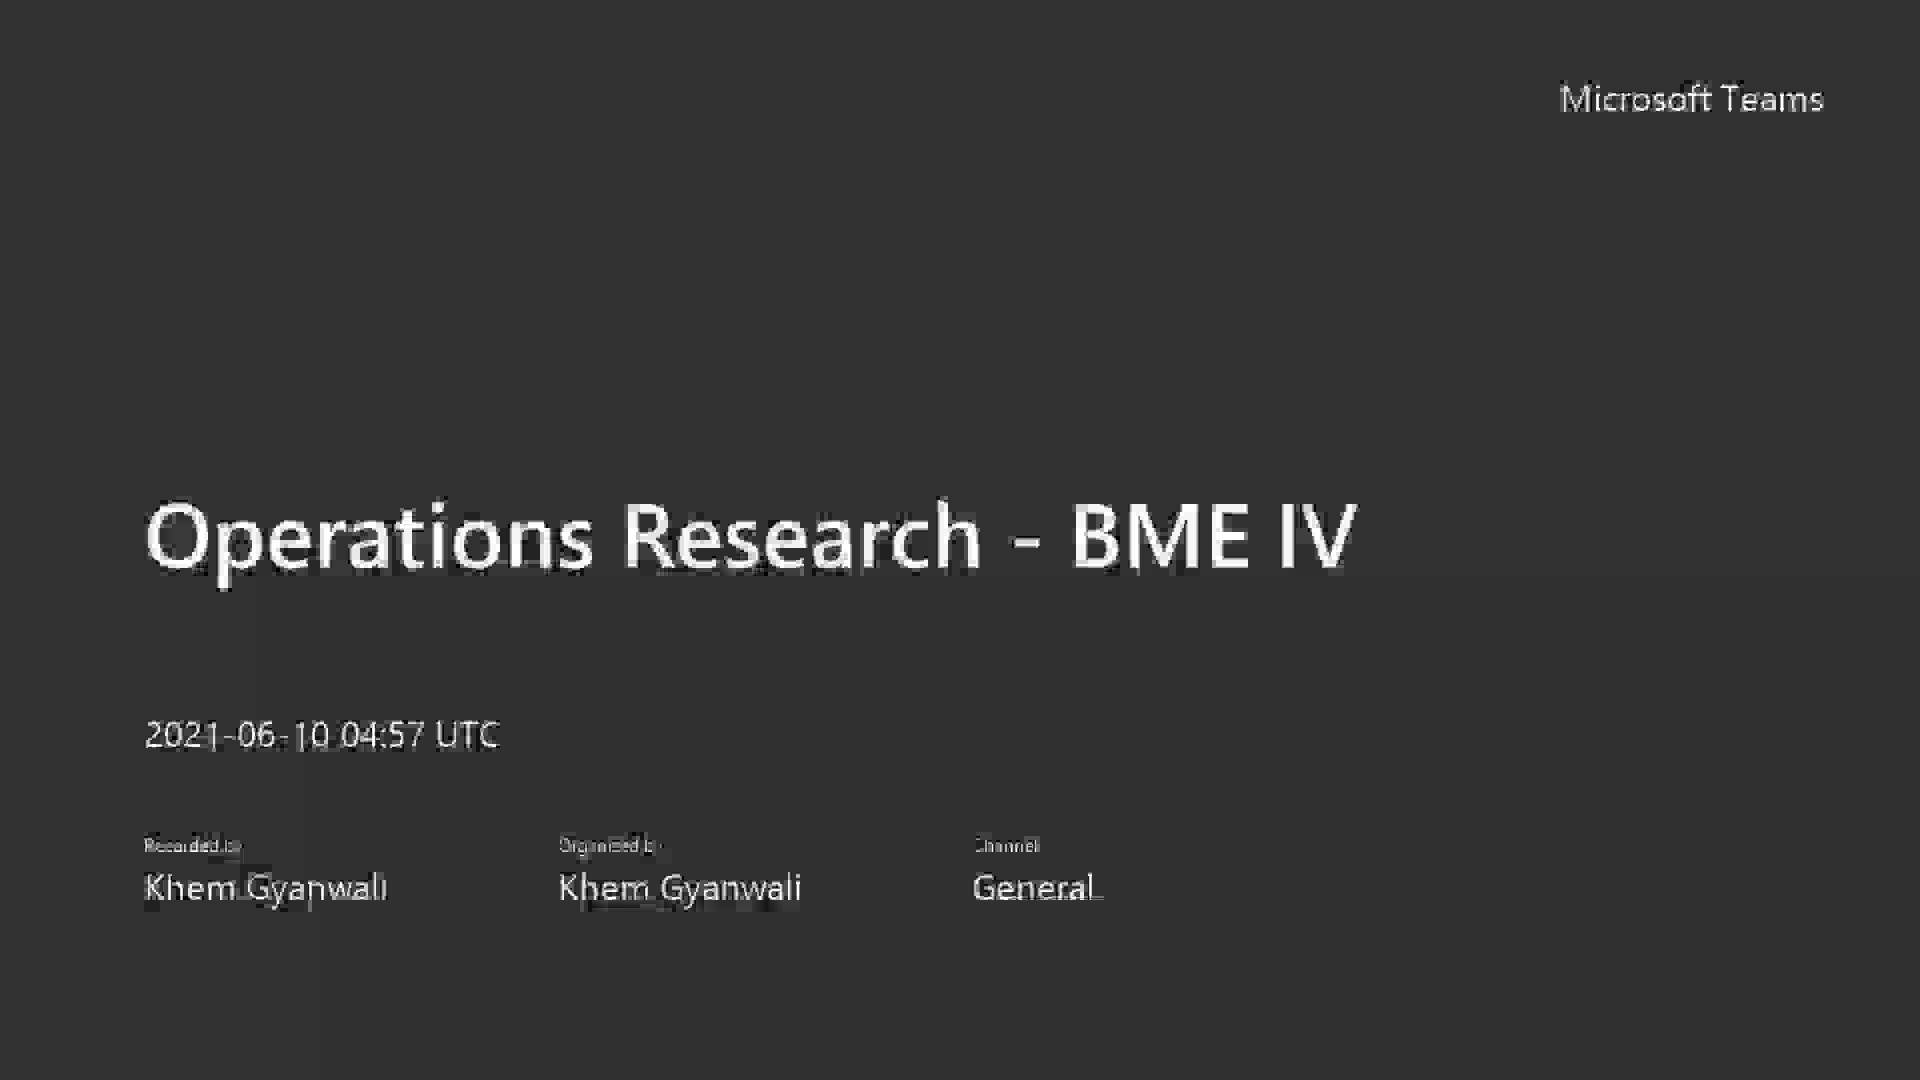 Microsoft Teams
Operations Research - BME IV
2021-06-10 04:57 UTC
Recorded by
Organized by
Channel
Khem Gyanwali
Khem Gyanwali
General